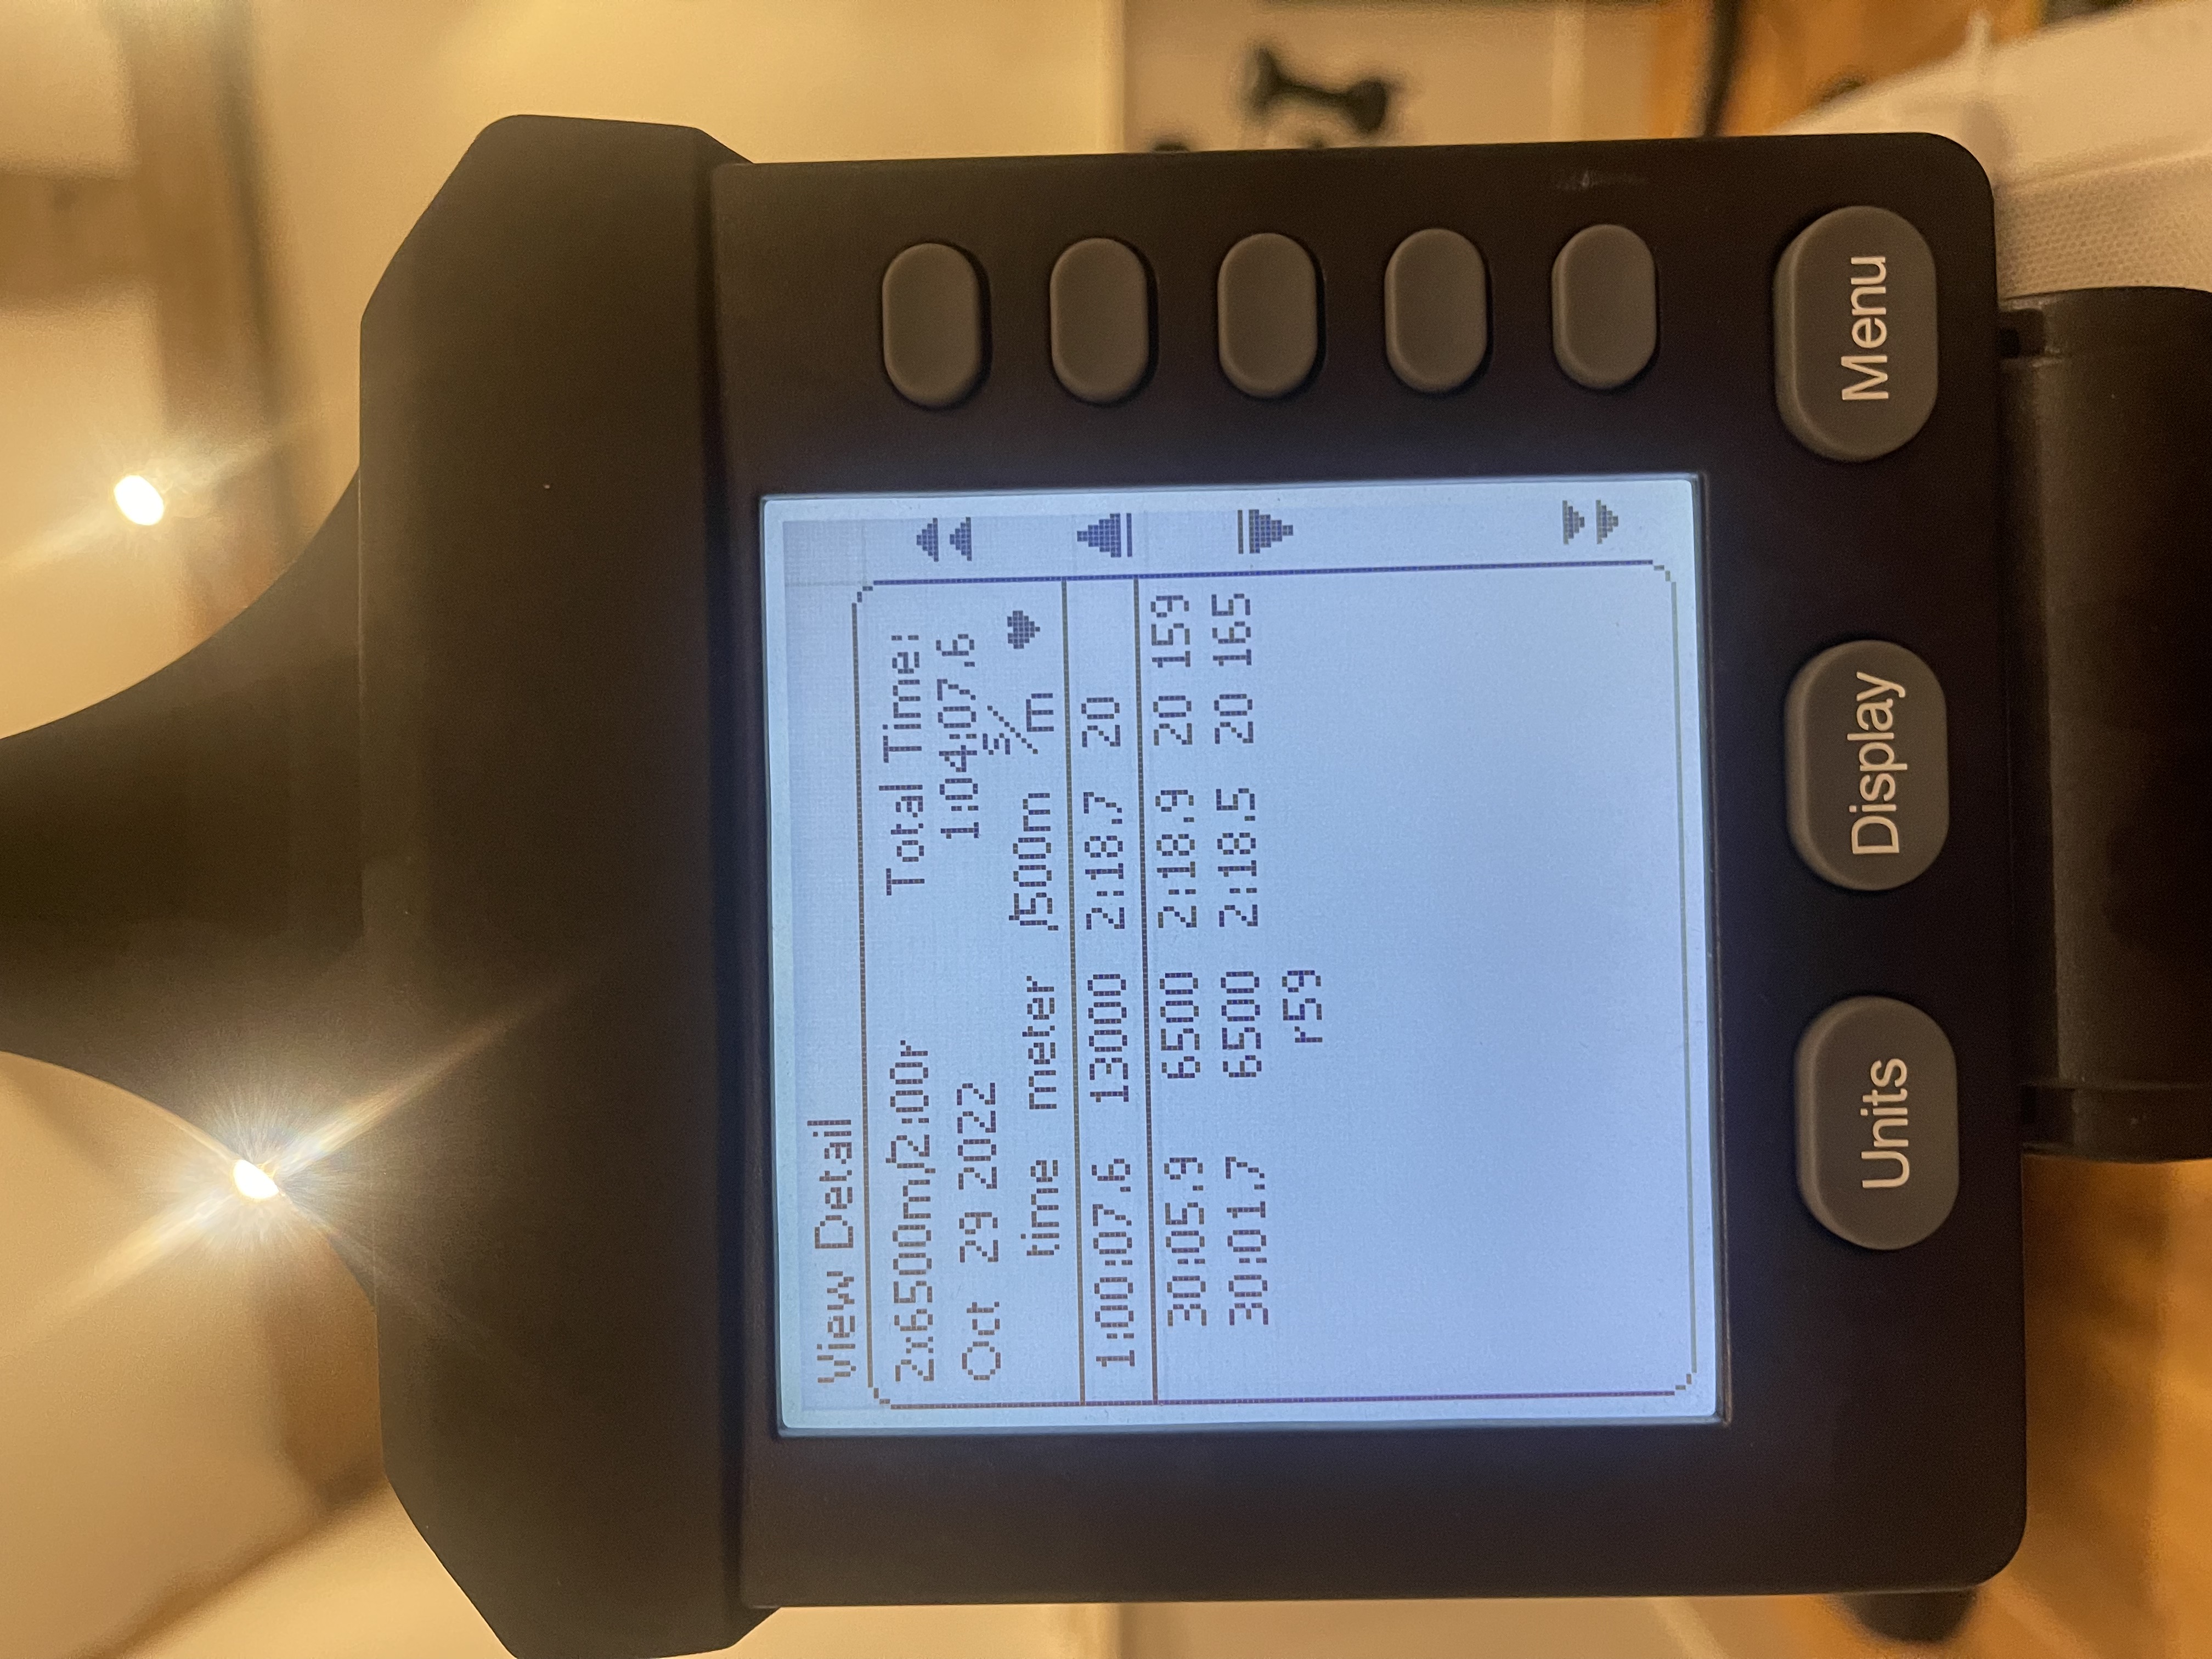 View Detail
2x6500m/2:00r Total Time:
Oct 29 2022 1:04:07.6
time meter /500m s/m ♥
1:00:07.6 13000 2:18.7 20
30:05.9 6500 2:18.9 20 159
30:01.7 6500 2:18.5 20 165
r59
Units Display Menu